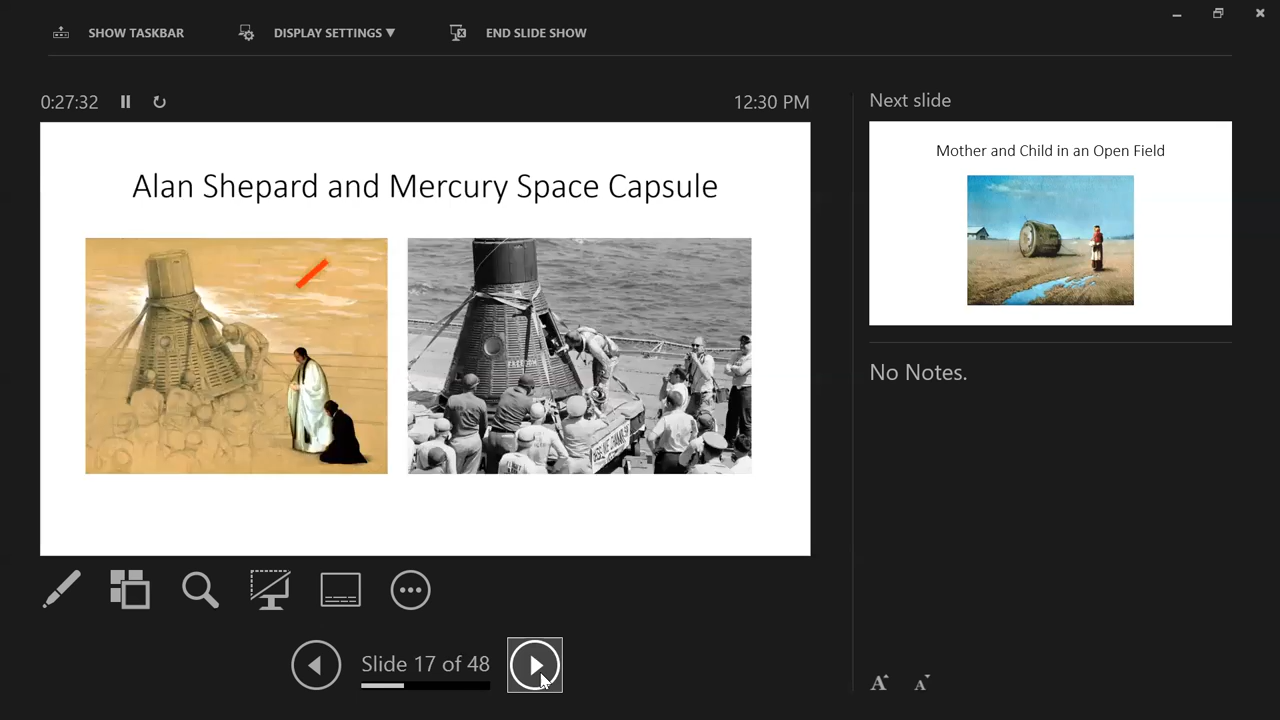 SHOW TASKBAR
DISPLAY SETTINGS ▼
END SLIDE SHOW
0:27:32
12:30 PM
Alan Shepard and Mercury Space Capsule
FREEDOM
Next slide
Mother and Child in an Open Field
No Notes.
Slide 17 of 48
A A